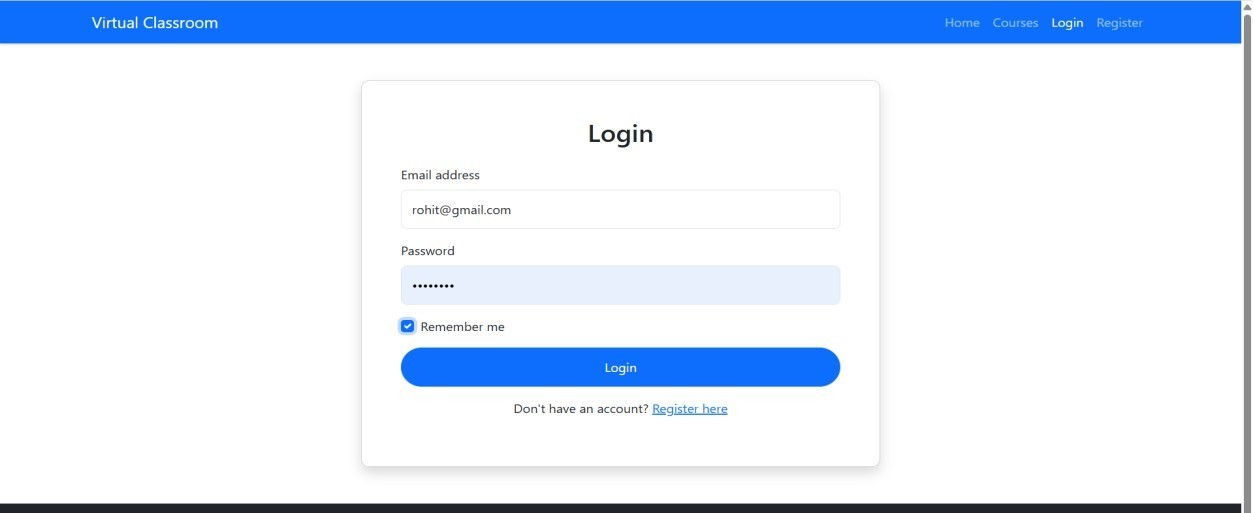 Virtual Classroom Home Courses Login Register
Login
Email address
rohit@gmail.com
Password
••••••••
Remember me
Login
Don't have an account? Register here